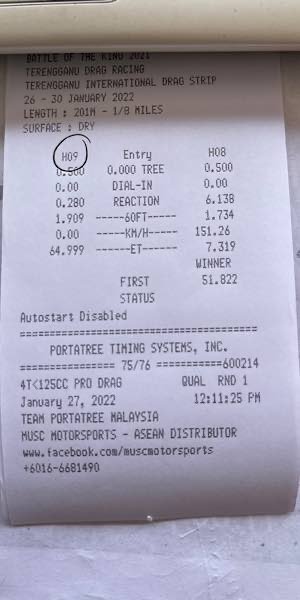 BATTLE OF THE KING 2021
TERENGGANU DRAG RACING
TERENGGANU INTERNATIONAL DRAG STRIP
26 - 30 JANUARY 2022
LENGTH : 201M - 1/8 MILES
SURFACE : DRY
H09 Entry H08
0.500 0.000 TREE 0.500
0.00 DIAL-IN 0.00
0.280 REACTION 6.138
1.909 -----60FT----- 1.734
0.00 -----KM/H------ 151.26
64.999 ------ET------ 7.319
WINNER
FIRST 51.822
STATUS
Autostart Disabled
======================================
PORTATREE TIMING SYSTEMS, INC.
=============== 75/76 ===========600214
4T<125CC PRO DRAG QUAL RND 1
January 27, 2022 12:11:25 PM
TEAM PORTATREE MALAYSIA
MUSC MOTORSPORTS - ASEAN DISTRIBUTOR
www.facebook.com/muscmotorsports
+6016-6681490